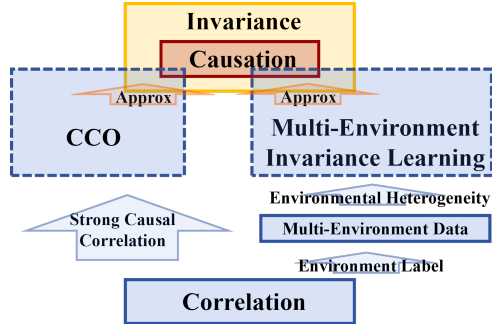 Invariance
Causation
Approx
Approx
CCO
Multi-Environment
Invariance Learning
Environmental Heterogeneity
Strong Causal
Correlation
Multi-Environment Data
Environment Label
Correlation